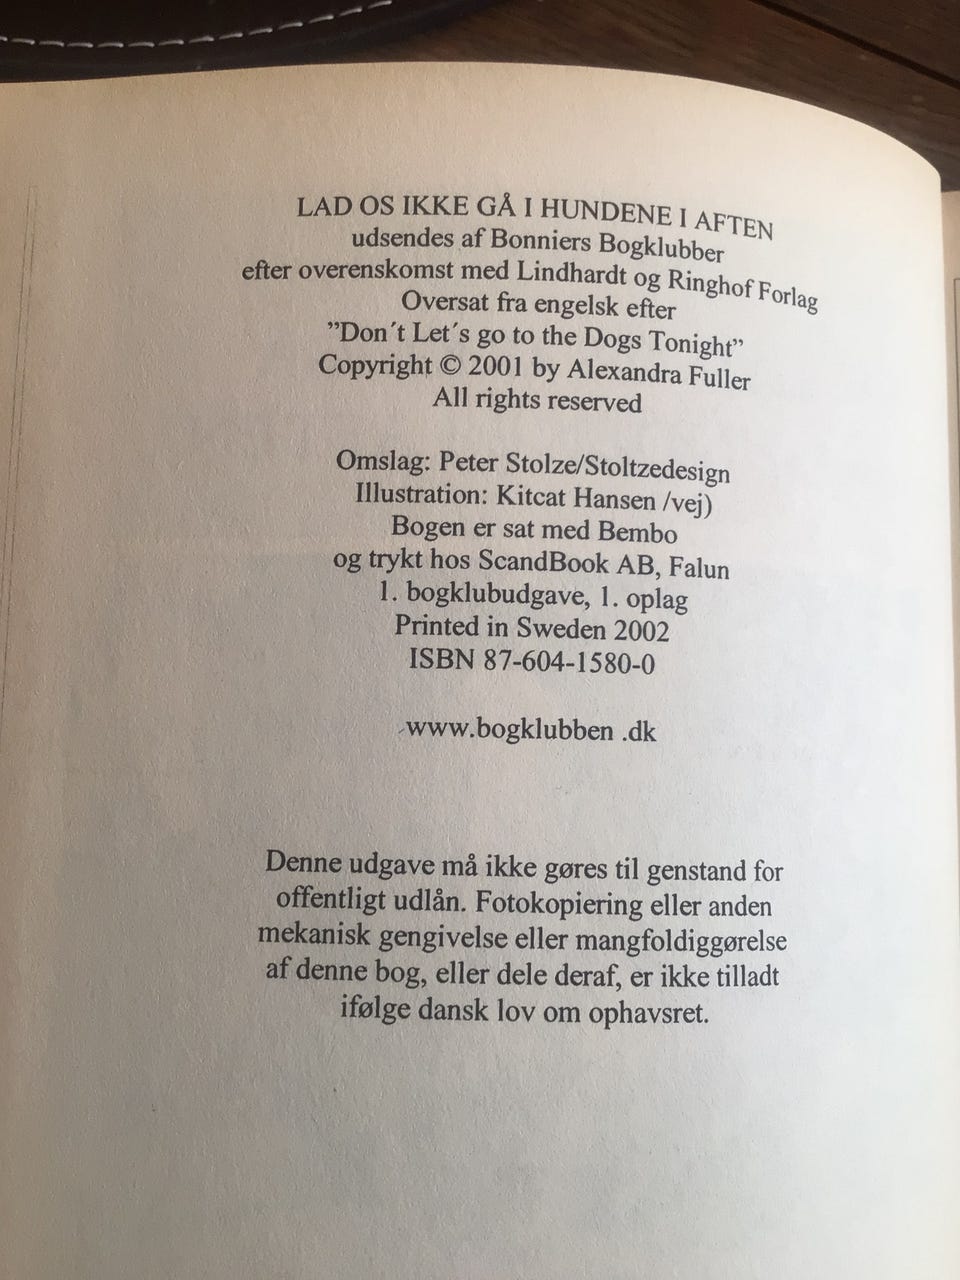 LAD OS IKKE GÅ I HUNDENE I AFTEN
udsendes af Bonniers Bogklubber
efter overenskomst med Lindhardt og Ringhof Forlag
Oversat fra engelsk efter
”Don´t Let´s go to the Dogs Tonight”
Copyright © 2001 by Alexandra Fuller
All rights reserved
Omslag: Peter Stolze/Stoltzedesign
Illustration: Kitcat Hansen /vej)
Bogen er sat med Bembo
og trykt hos ScandBook AB, Falun
1. bogklubudgave, 1. oplag
Printed in Sweden 2002
ISBN 87-604-1580-0
www.bogklubben .dk
Denne udgave må ikke gøres til genstand for
offentligt udlån. Fotokopiering eller anden
mekanisk gengivelse eller mangfoldiggørelse
af denne bog, eller dele deraf, er ikke tilladt
ifølge dansk lov om ophavsret.